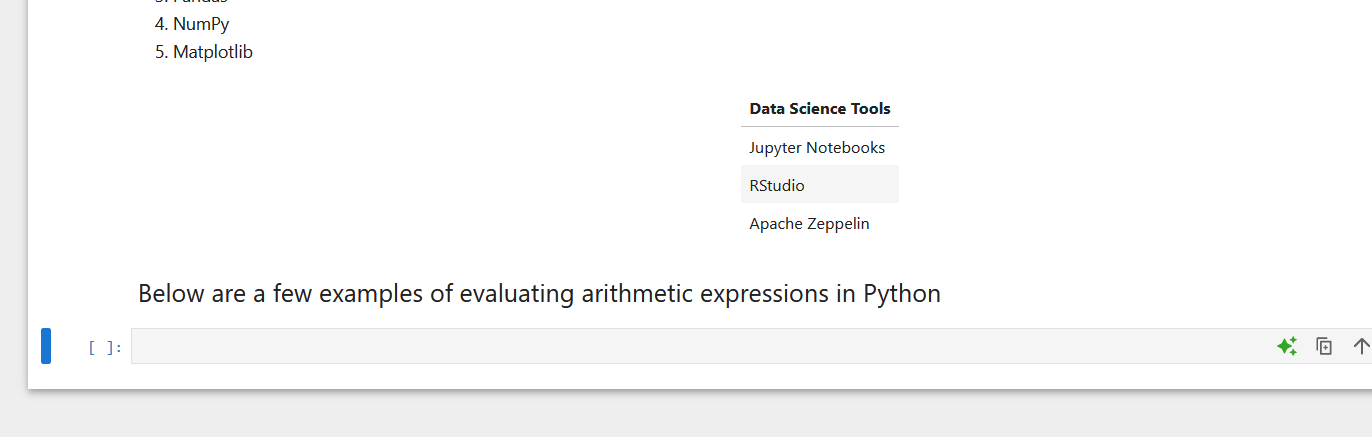 4. NumPy
5. Matplotlib
Data Science Tools
Jupyter Notebooks
RStudio
Apache Zeppelin
Below are a few examples of evaluating arithmetic expressions in Python
[ ]: